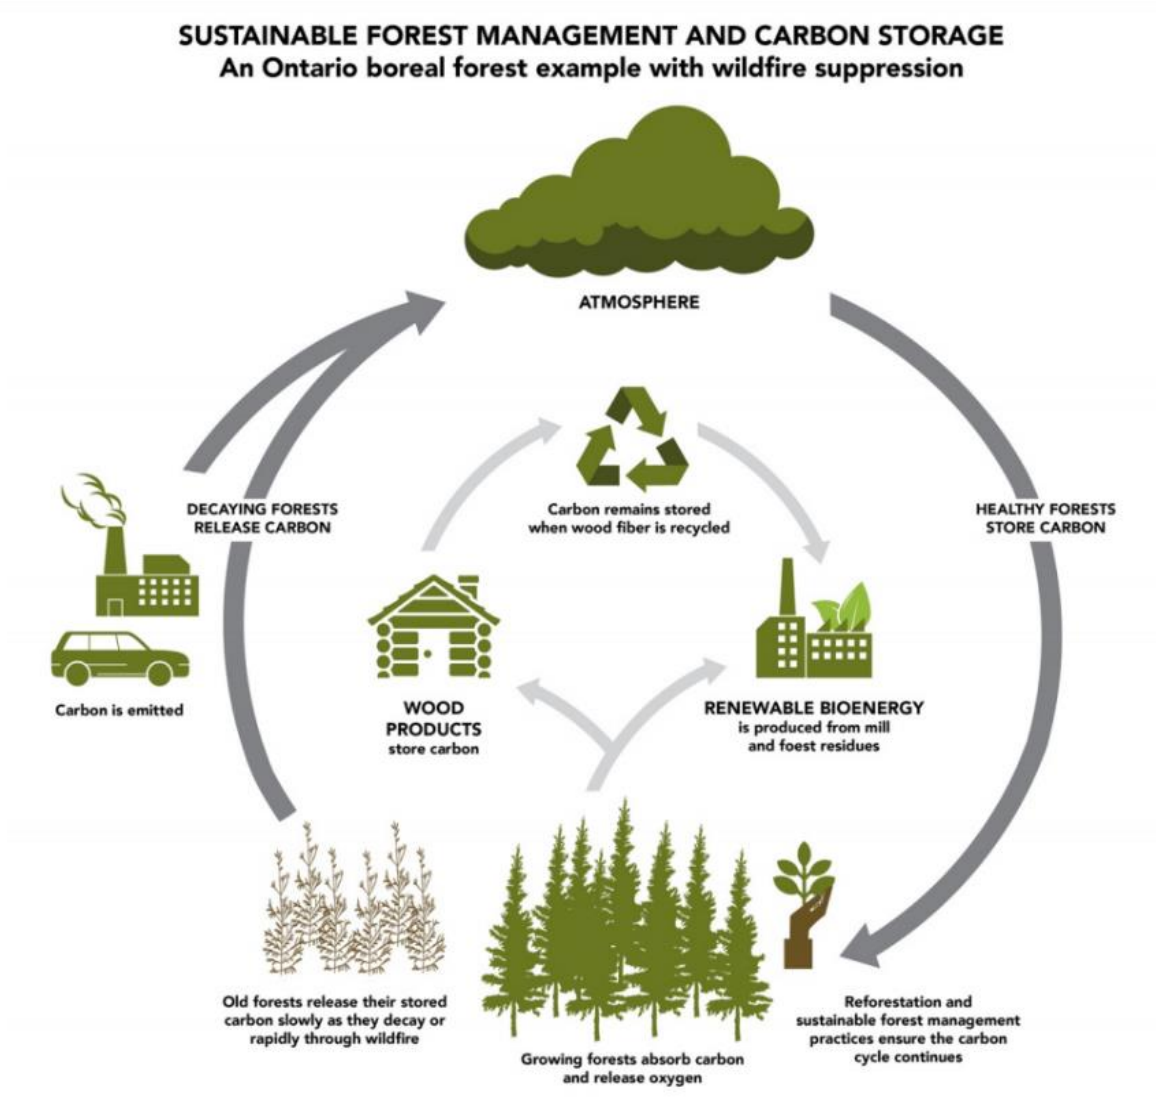 SUSTAINABLE FOREST MANAGEMENT AND CARBON STORAGE
An Ontario boreal forest example with wildfire suppression
ATMOSPHERE
DECAYING FORESTS
RELEASE CARBON
Carbon remains stored
when wood fiber is recycled
HEALTHY FORESTS
STORE CARBON
Carbon is emitted
WOOD
PRODUCTS
store carbon
RENEWABLE BIOENERGY
is produced from mill
and foest residues
Old forests release their stored
carbon slowly as they decay or
rapidly through wildfire
Growing forests absorb carbon
and release oxygen
Reforestation and
sustainable forest management
practices ensure the carbon
cycle continues